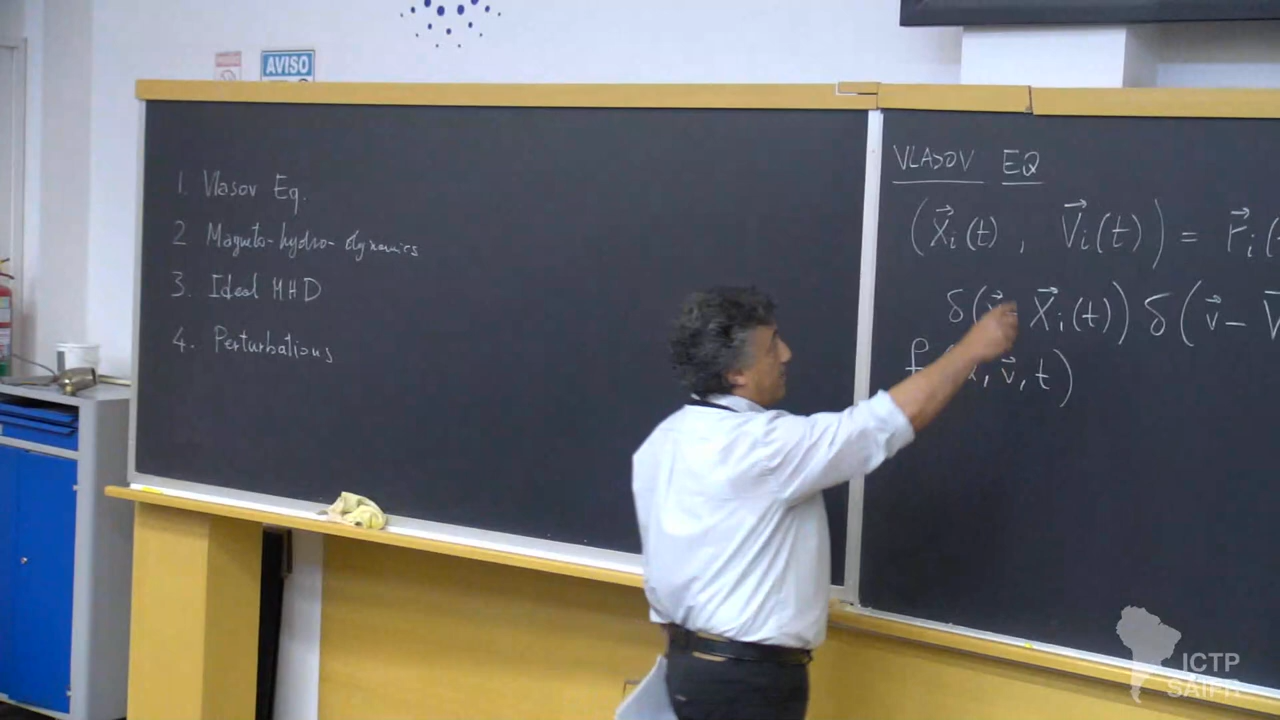 AVISO
1. Vlasov Eq.
2 Magneto-hydro-dynamics
3. Ideal MHD
4. Perturbations
VLASOV EQ
(X⃗ᵢ(t), V⃗ᵢ(t)) = r⃗ᵢ(
δ( - X⃗ᵢ(t)) δ(v⃗ - V⃗
f , v⃗, t)
ICTP
SAIFR